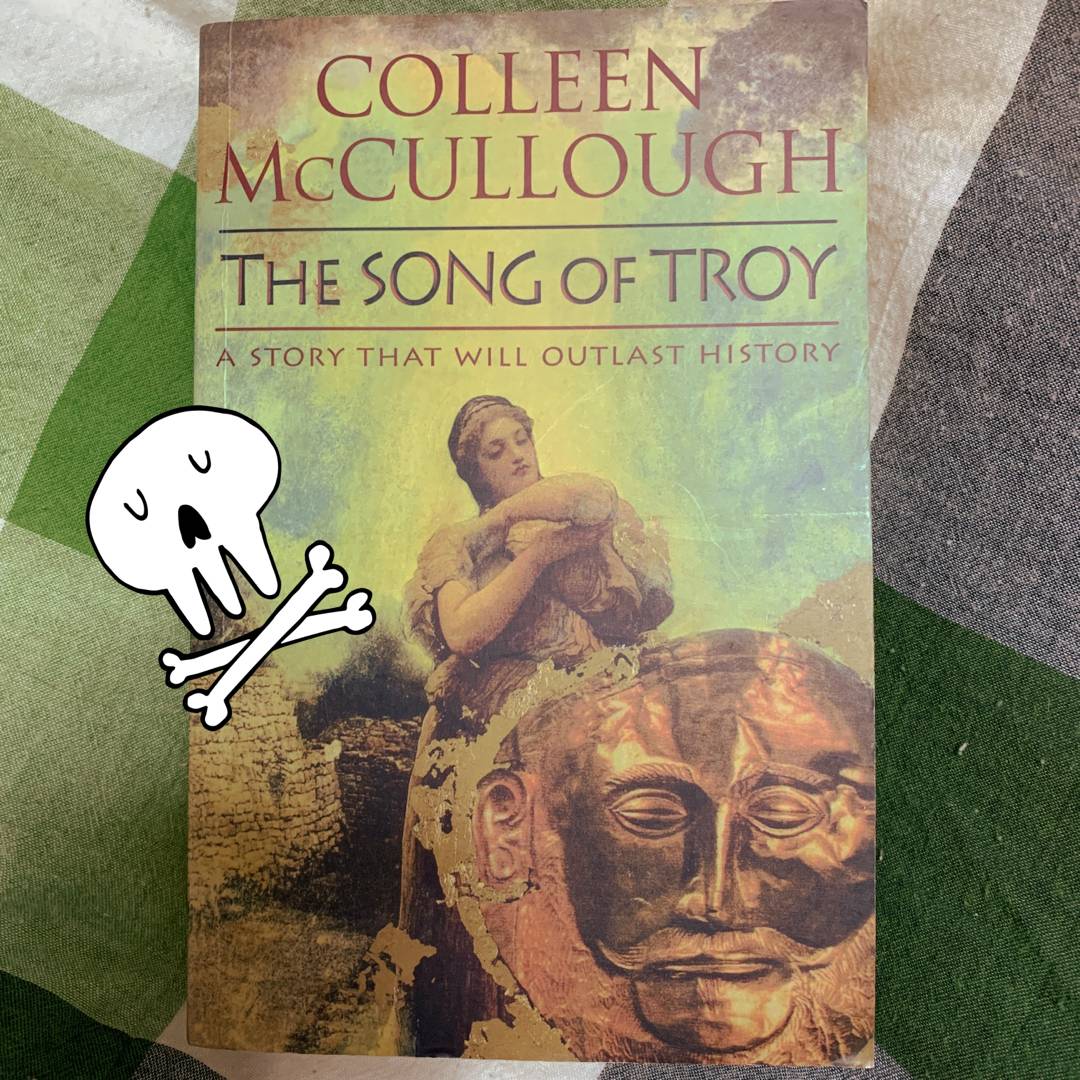 COLLEEN
McCULLOUGH
THE SONG OF TROY
A STORY THAT WILL OUTLAST HISTORY